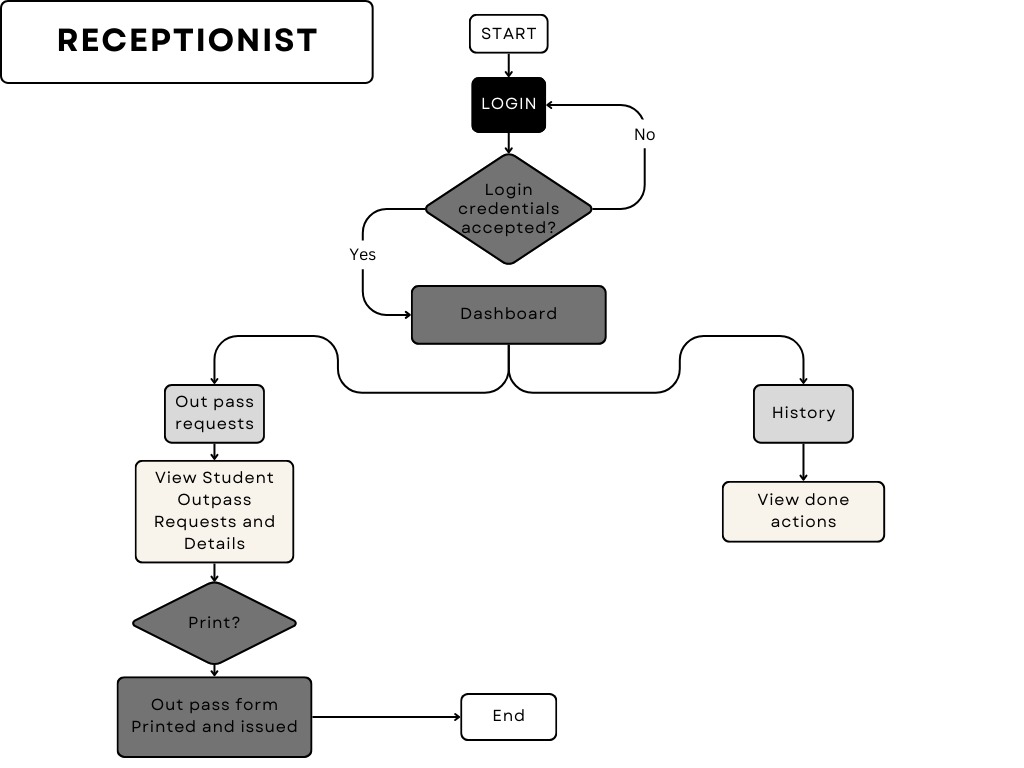 RECEPTIONIST
START
LOGIN
No
Login
credentials
accepted?
Yes
Dashboard
Out pass
requests
History
View Student
Outpass
Requests and
Details
View done
actions
Print?
Out pass form
Printed and issued
End